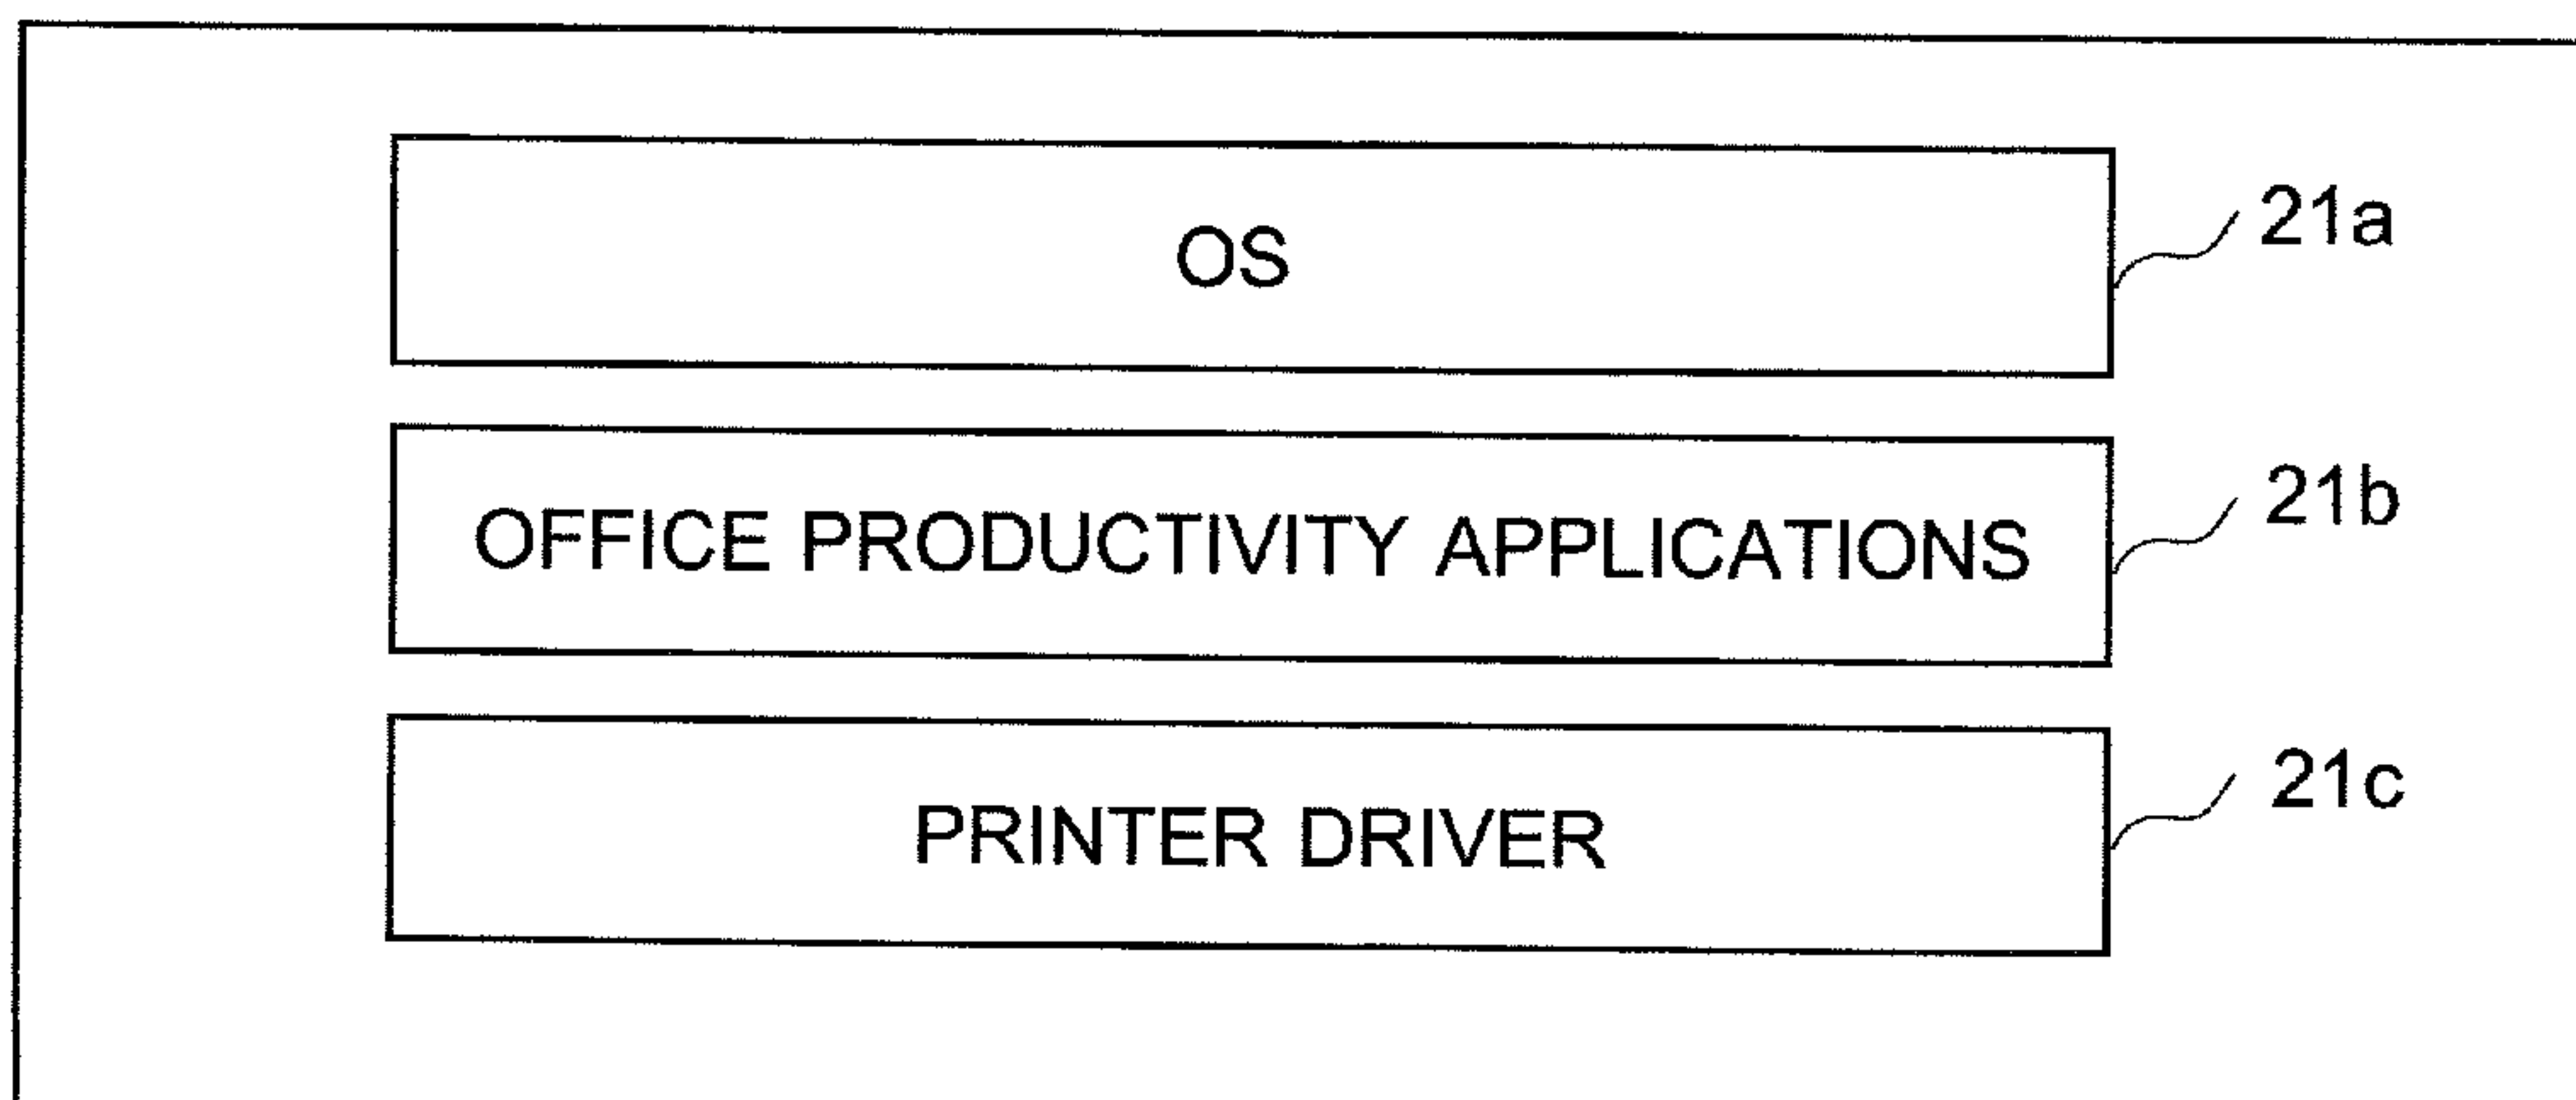 OS
21a
OFFICE PRODUCTIVITY APPLICATIONS
21b
PRINTER DRIVER
21c